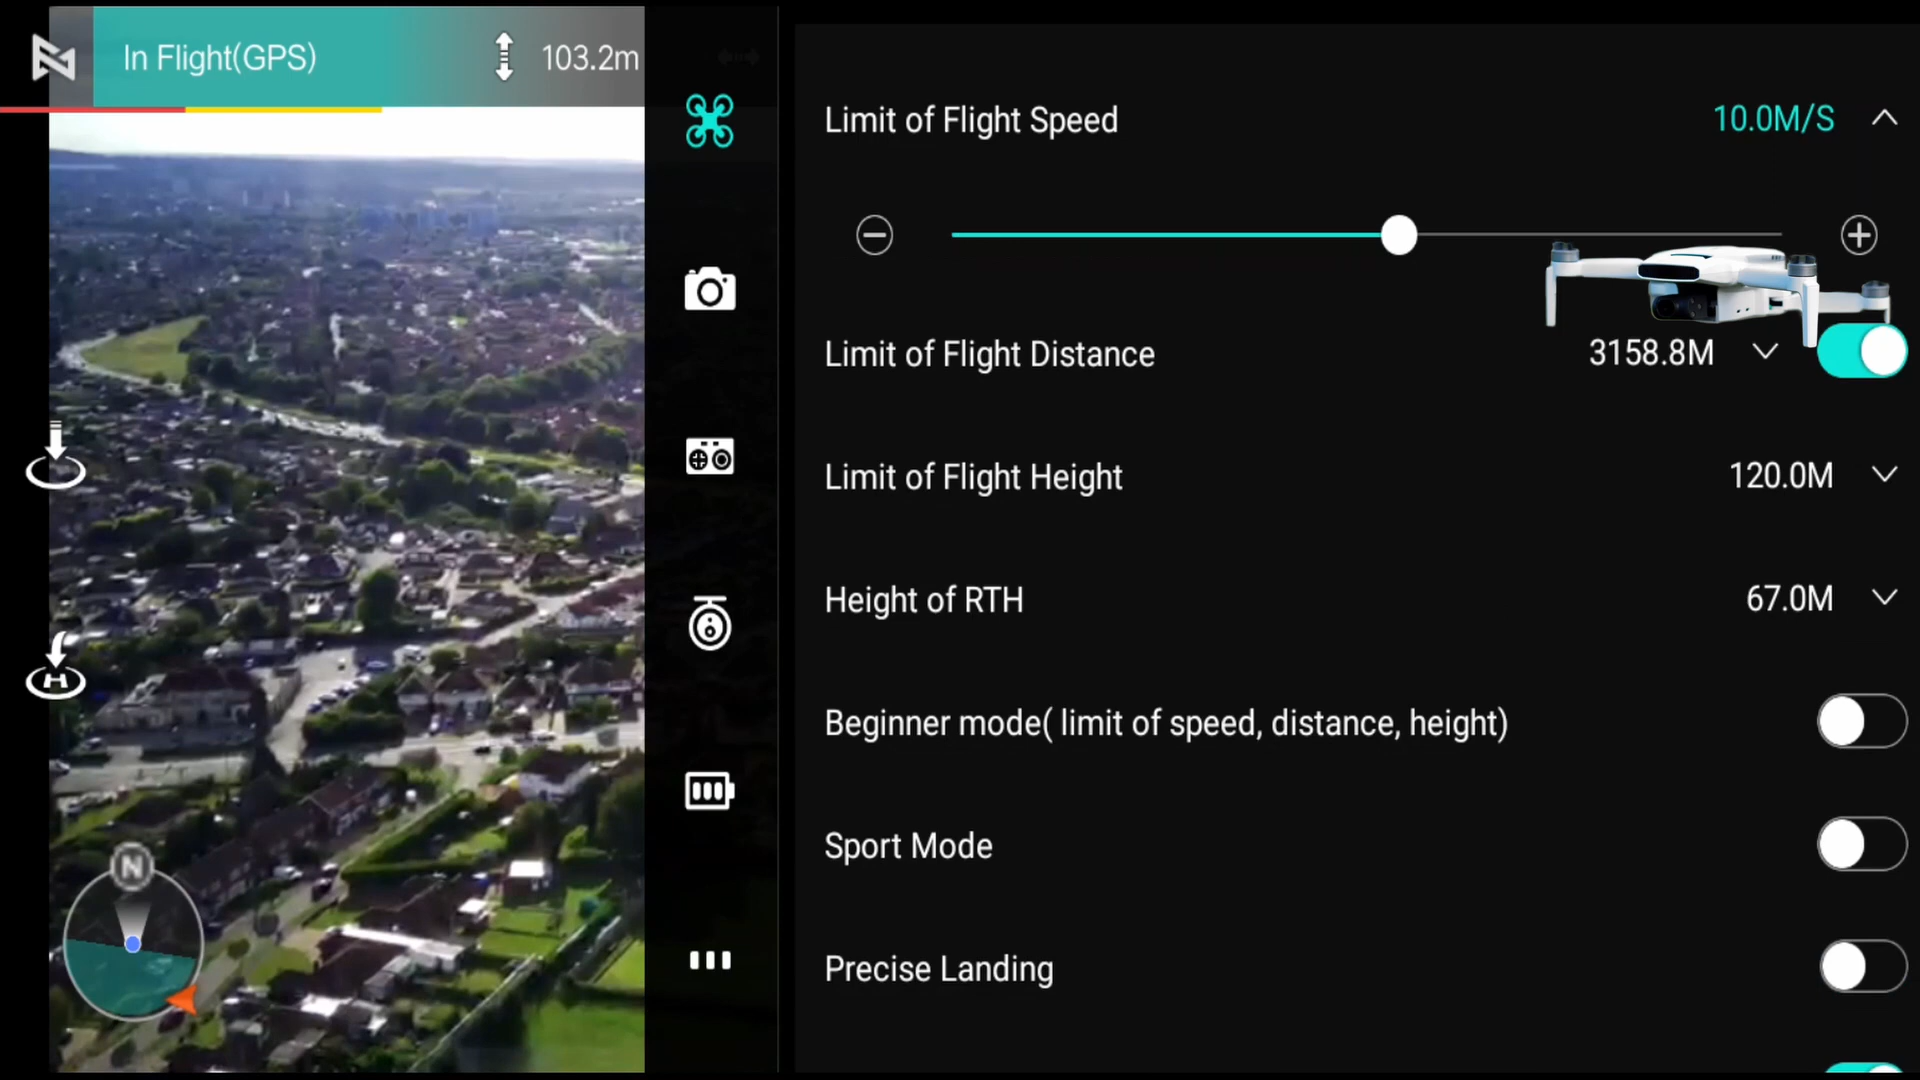 In Flight(GPS)
103.2m
N
H
Limit of Flight Speed
10.0M/S
Limit of Flight Distance
3158.8M
Limit of Flight Height
120.0M
Height of RTH
67.0M
Beginner mode( limit of speed, distance, height)
Sport Mode
Precise Landing